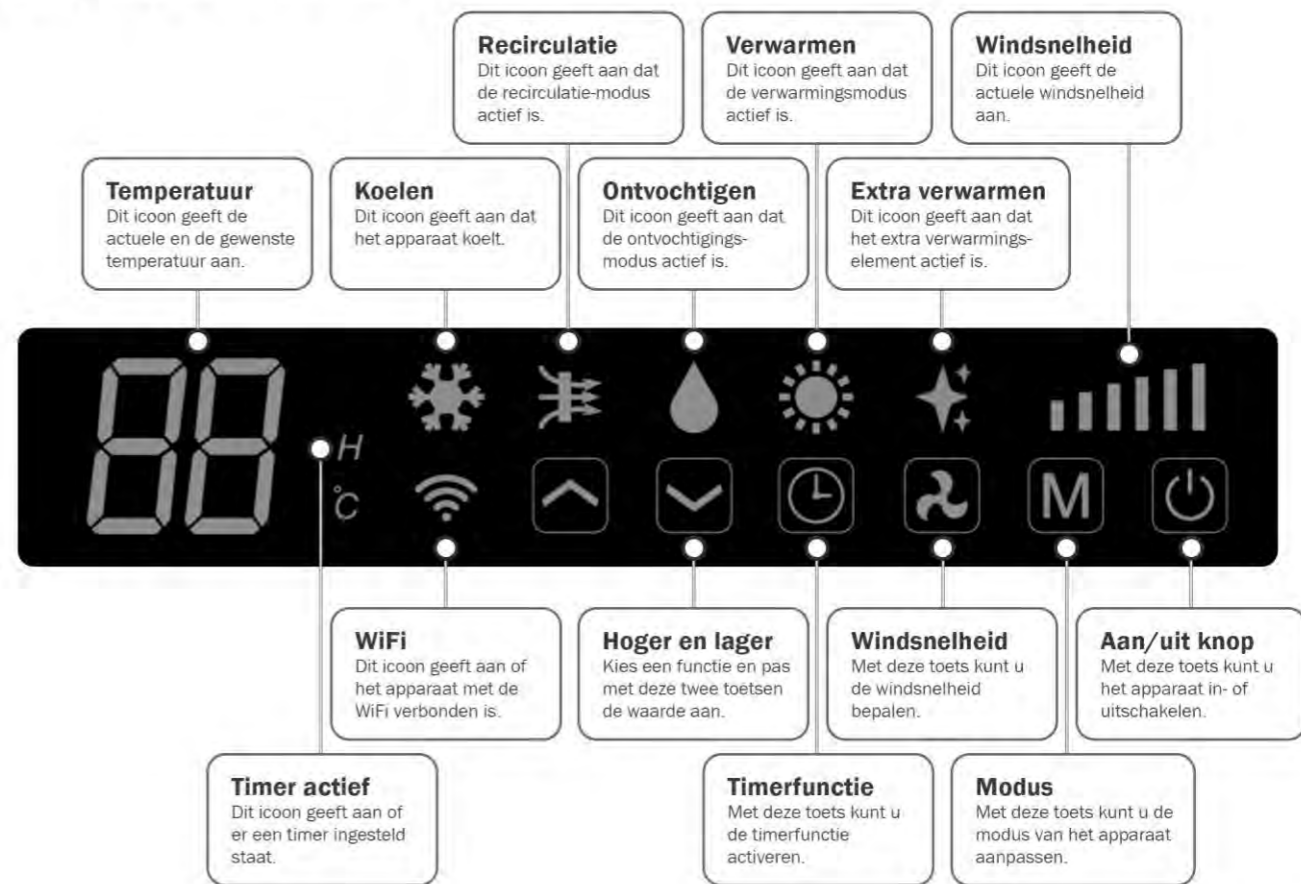 Recirculatie
Dit icoon geeft aan dat
de recirculatie-modus
actief is.
Verwarmen
Dit icoon geeft aan dat
de verwarmingsmodus
actief is.
Windsnelheid
Dit icoon geeft de
actuele windsnelheid
aan.
Temperatuur
Dit icoon geeft de
actuele en de gewenste
temperatuur aan.
Koelen
Dit icoon geeft aan dat
het apparaat koelt.
Ontvochtigen
Dit icoon geeft aan dat
de ontvochtigings-
modus actief is.
Extra verwarmen
Dit icoon geeft aan dat
het extra verwarmings-
element actief is.
88
H
°C
M
WiFi
Dit icoon geeft aan of
het apparaat met de
WiFi verbonden is.
Hoger en lager
Kies een functie en pas
met deze twee toetsen
de waarde aan.
Windsnelheid
Met deze toets kunt u
de windsnelheid
bepalen.
Aan/uit knop
Met deze toets kunt u
het apparaat in- of
uitschakelen.
Timer actief
Dit icoon geeft aan of
er een timer ingesteld
staat.
Timerfunctie
Met deze toets kunt u
de timerfunctie
activeren.
Modus
Met deze toets kunt u de
modus van het apparaat
aanpassen.